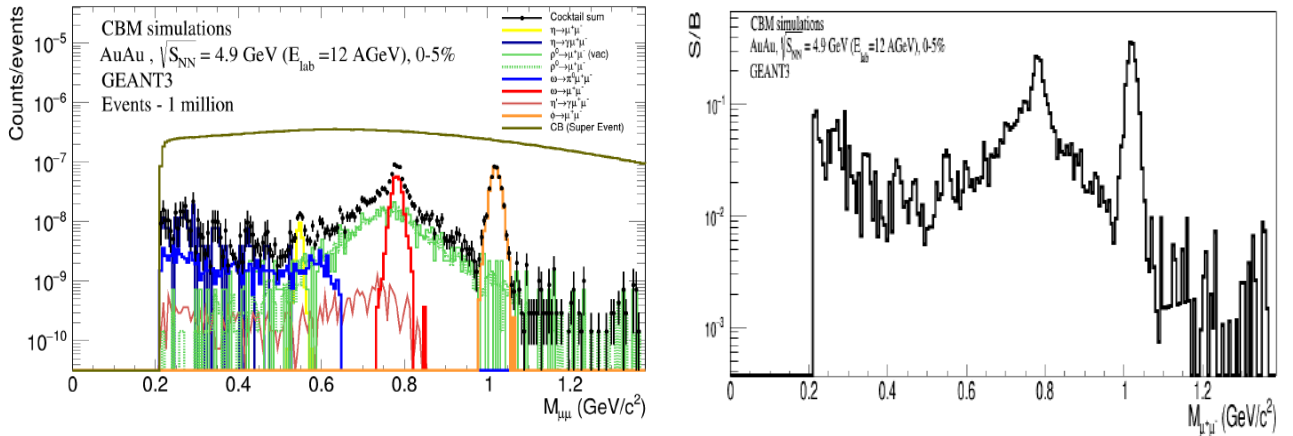 CBM simulations
AuAu , √S_NN = 4.9 GeV (E_lab =12 AGeV), 0-5%
GEANT3
Events - 1 million
Cocktail sum
η→μ⁺μ⁻
η→γμ⁺μ⁻
ρ⁰→μ⁺μ⁻ (vac)
ρ⁰→μ⁺μ⁻
ω→π⁰μ⁺μ⁻
ω→μ⁺μ⁻
η'→γμ⁺μ⁻
ϕ→μ⁺μ⁻
CB (Super Event)
Counts/events
10⁻⁵
10⁻⁶
10⁻⁷
10⁻⁸
10⁻⁹
10⁻¹⁰
0 0.2 0.4 0.6 0.8 1 1.2
M_μμ (GeV/c²)
CBM simulations
AuAu , √S_NN = 4.9 GeV (E_lab =12 AGeV), 0-5%
GEANT3
S/B
10⁻¹
10⁻²
10⁻³
0 0.2 0.4 0.6 0.8 1 1.2
M_μ⁺μ⁻ (GeV/c²)